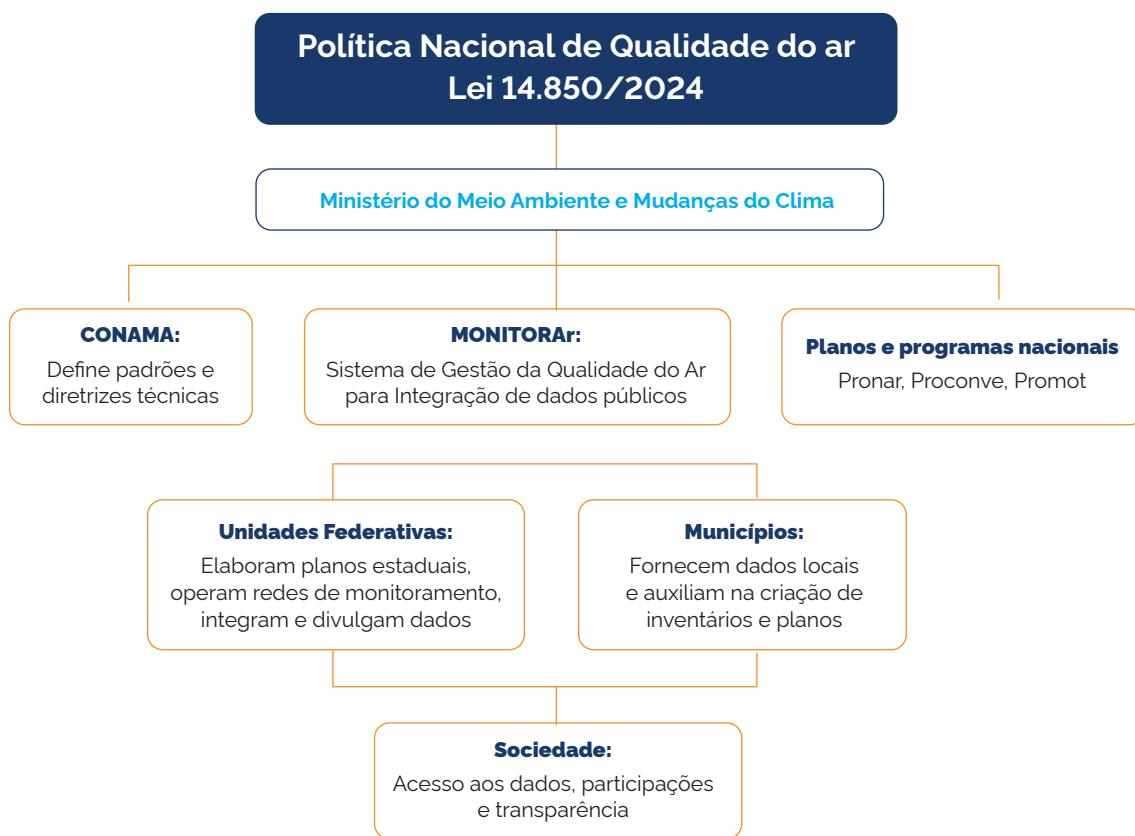 Política Nacional de Qualidade do ar
Lei 14.850/2024
Ministério do Meio Ambiente e Mudanças do Clima
CONAMA:
Define padrões e
diretrizes técnicas
MONITORAr:
Sistema de Gestão da Qualidade do Ar
para Integração de dados públicos
Planos e programas nacionais
Pronar, Proconve, Promot
Unidades Federativas:
Elaboram planos estaduais,
operam redes de monitoramento,
integram e divulgam dados
Municípios:
Fornecem dados locais
e auxiliam na criação de
inventários e planos
Sociedade:
Acesso aos dados, participações
e transparência